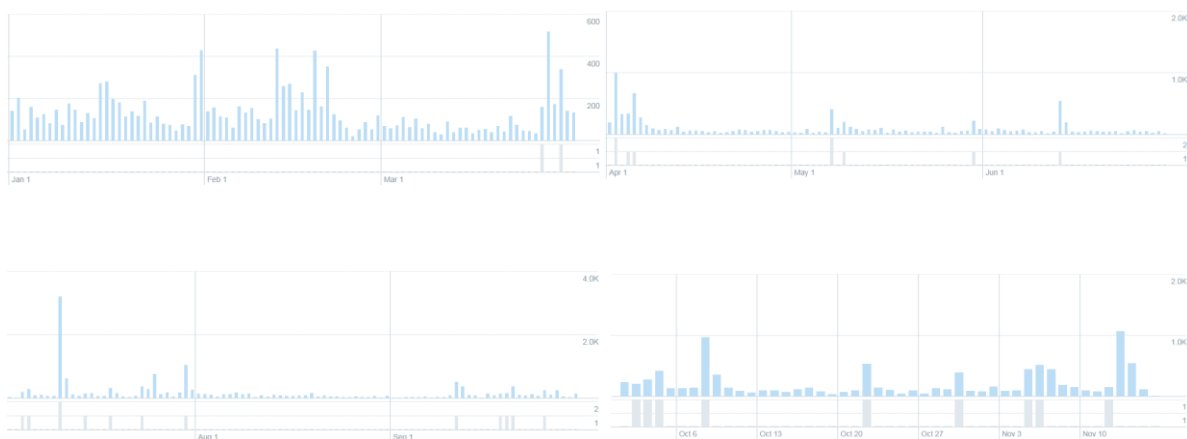 600
400
200
1
1
Jan 1
Feb 1
Mar 1
2.0K
1.0K
2
1
Apr 1
May 1
Jun 1
4.0K
2.0K
2
1
Aug 1
Sep 1
2.0K
1.0K
1
1
Oct 6
Oct 13
Oct 20
Oct 27
Nov 3
Nov 10